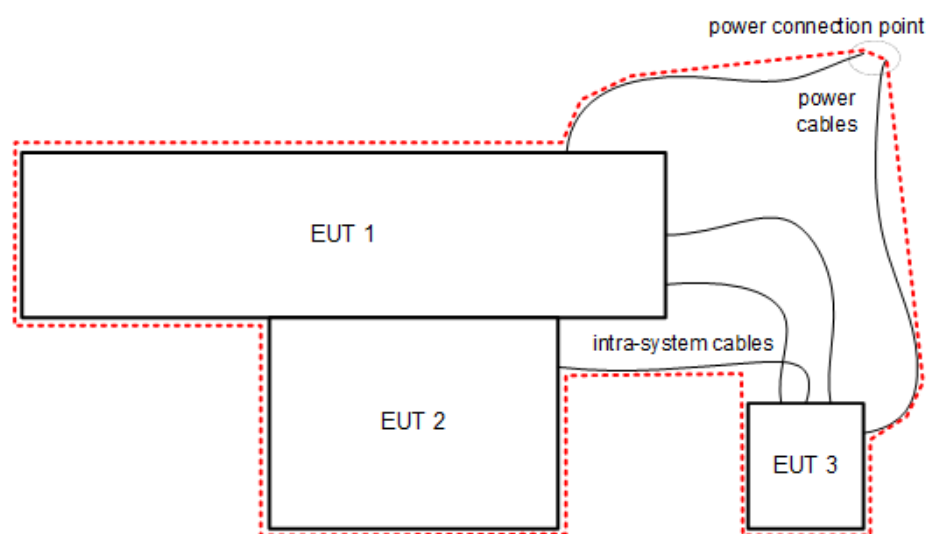 power connection point
power
cables
EUT 1
intra-system cables
EUT 2
EUT 3